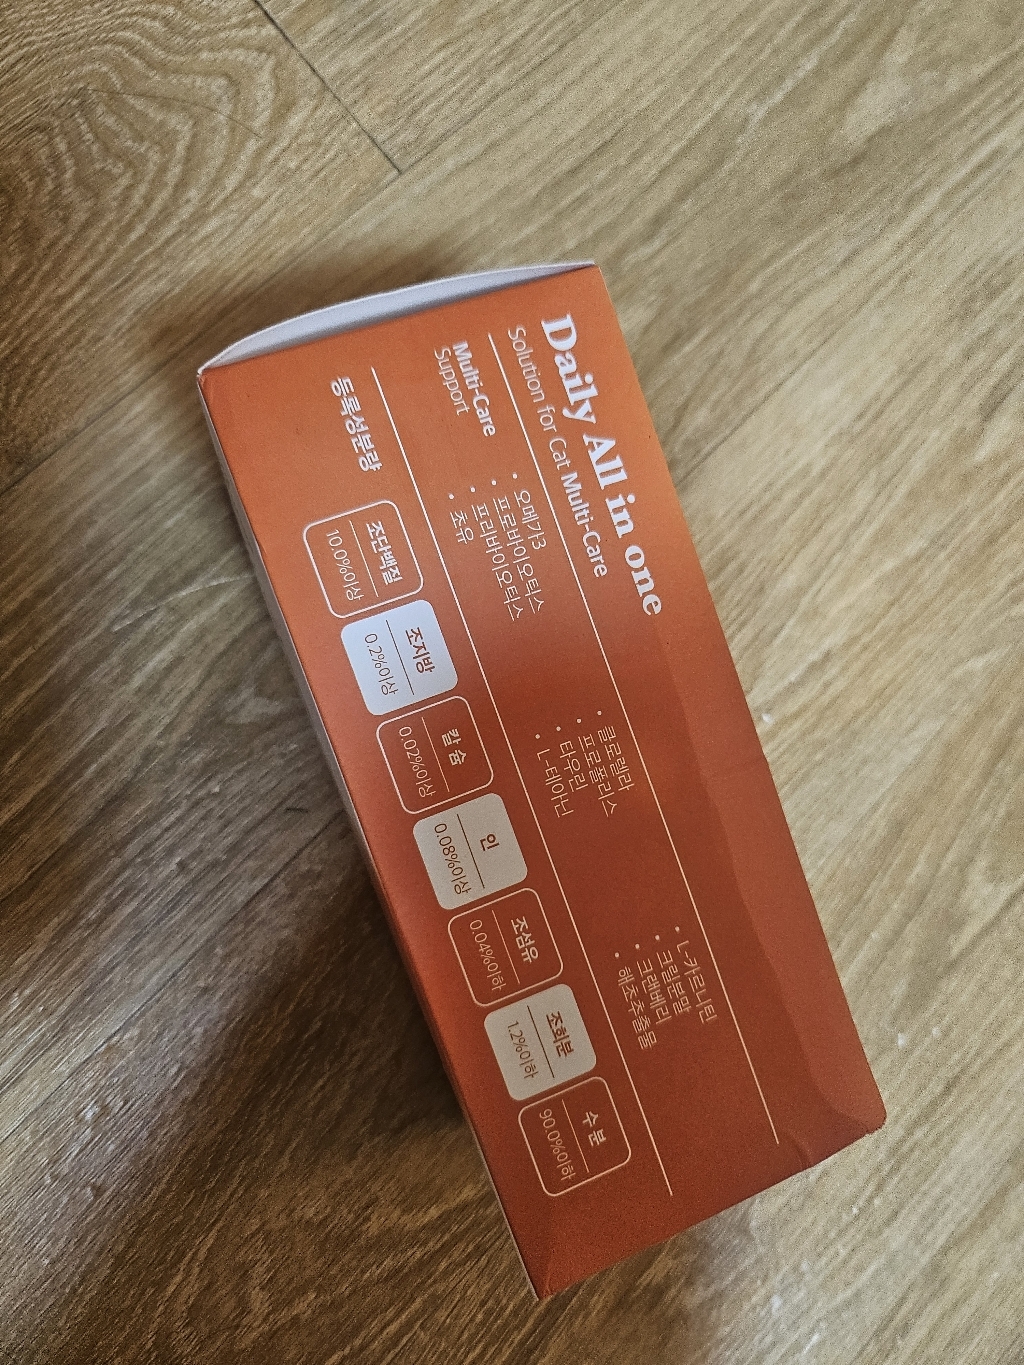 Daily All in one
Solution for Cat Multi-Care
Multi-Care
Support
· 오메가3
· 프로바이오틱스
· 프리바이오틱스
· 초유
· 클로렐라
· 프로폴리스
· 타우린
· L-테아닌
· L-카르니틴
· 크릴분말
· 크랜베리
· 해조추출물
등록성분량
조단백질
10.0%이상
조지방
0.2%이상
칼슘
0.02%이상
인
0.08%이상
조섬유
0.04%이하
조회분
1.2%이하
수분
90.0%이하